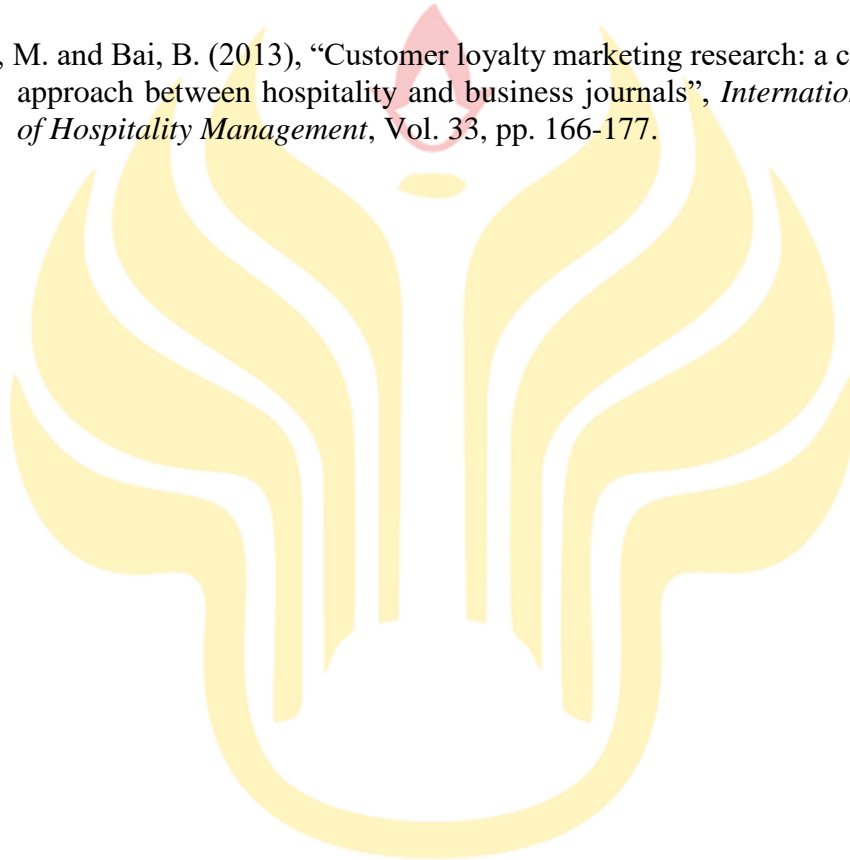 , M. and Bai, B. (2013), “Customer loyalty marketing research: a c
approach between hospitality and business journals”, Internatio
of Hospitality Management, Vol. 33, pp. 166-177.